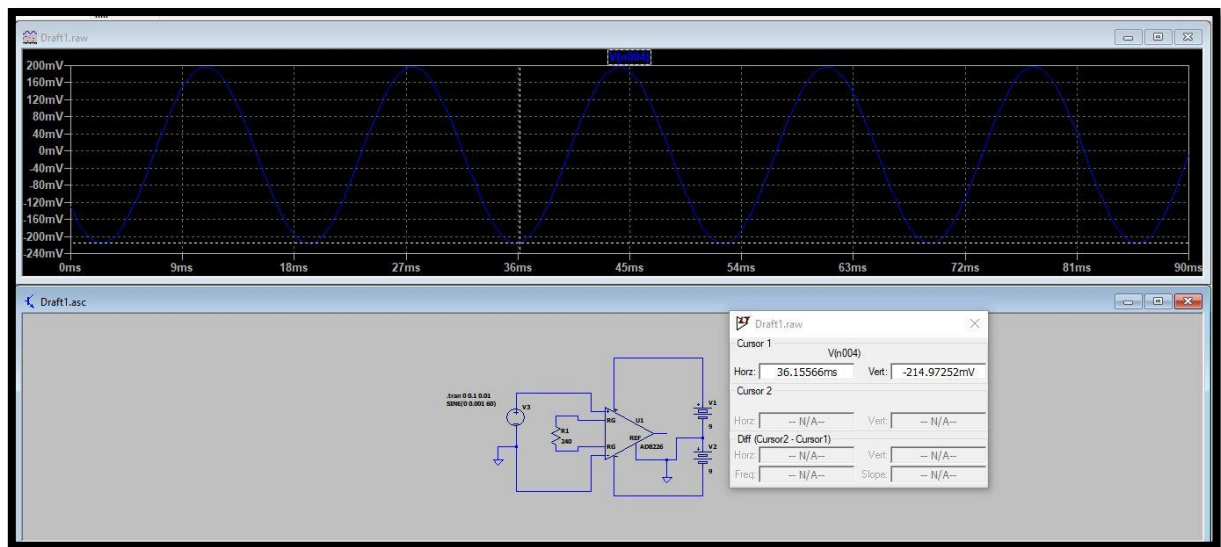 Draft1.raw
V(n004)
200mV
160mV
120mV
80mV
40mV
0mV
-40mV
-80mV
-120mV
-160mV
-200mV
-240mV
0ms 9ms 18ms 27ms 36ms 45ms 54ms 63ms 72ms 81ms 90ms
Draft1.asc
.tran 0 0.1 0.01
SINE(0 0.001 60)
V3
R1
240
RG
U1
RG
REF
AD8226
V1
9
V2
9
Draft1.raw
Cursor 1
V(n004)
Horz: 36.15566ms Vert: -214.97252mV
Cursor 2
Horz: -- N/A-- Vert: -- N/A--
Diff (Cursor2 - Cursor1)
Horz: -- N/A-- Vert: -- N/A--
Freq: -- N/A-- Slope: -- N/A--